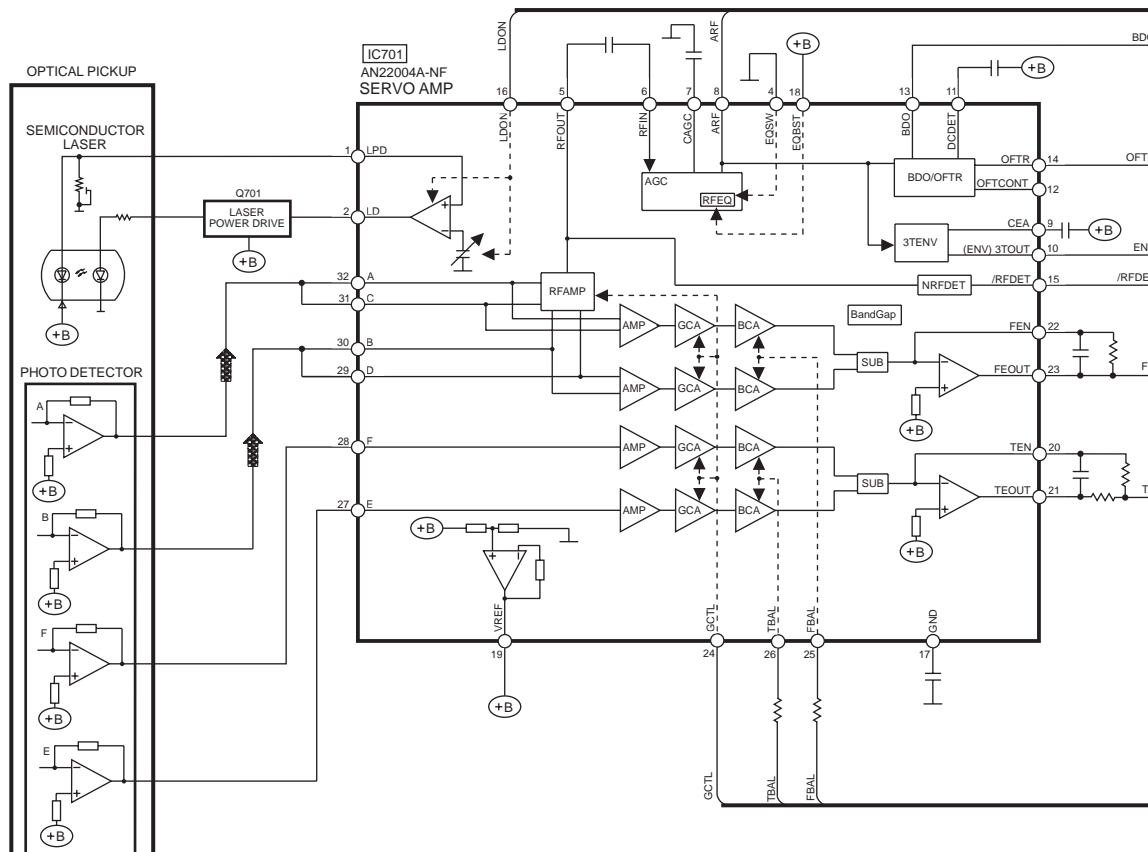 OPTICAL PICKUP
SEMICONDUCTOR
LASER
+B
PHOTO DETECTOR
A
+B
B
+B
F
+B
E
+B
Q701
LASER
POWER DRIVE
+B
IC701
AN22004A-NF
SERVO AMP
LDON
ARF
+B
+B
BDO
16
5
6
7
8
4
18
13
11
LDON
RFOUT
RFIN
CAGC
ARF
EQSW
EQBST
BDO
DCDET
1 LPD
2 LD
32 A
31 C
30 B
29 D
28 F
27 E
AGC
RFEQ
BDO/OFTR
OFTR 14
OFT
OFTCONT 12
3TENV
CEA 9
+B
(ENV) 3TOUT 10
EN
RFAMP
NRFDET
/RFDET 15
/RFDE
BandGap
AMP
GCA
BCA
SUB
FEN 22
AMP
GCA
BCA
FEOUT 23
F
+B
AMP
GCA
BCA
SUB
TEN 20
AMP
GCA
BCA
TEOUT 21
T
+B
+B
VREF
GCTL
TBAL
FBAL
GND
19
24
26
25
17
+B
GCTL
TBAL
FBAL